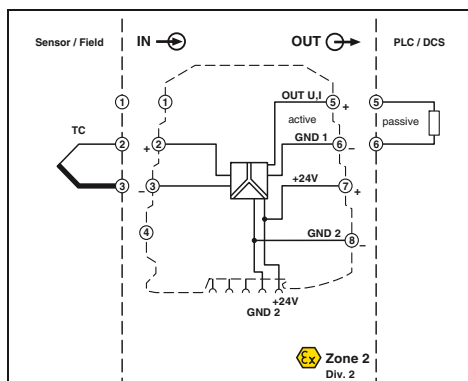 Sensor / Field
IN
OUT
PLC / DCS
1
1
OUT U,I
5
+
5
TC
active
passive
2
+
2
GND 1
6
–
6
3
–
3
+24V
7
+
4
GND 2
8
–
+24V
GND 2
Ex
Zone 2
Div. 2